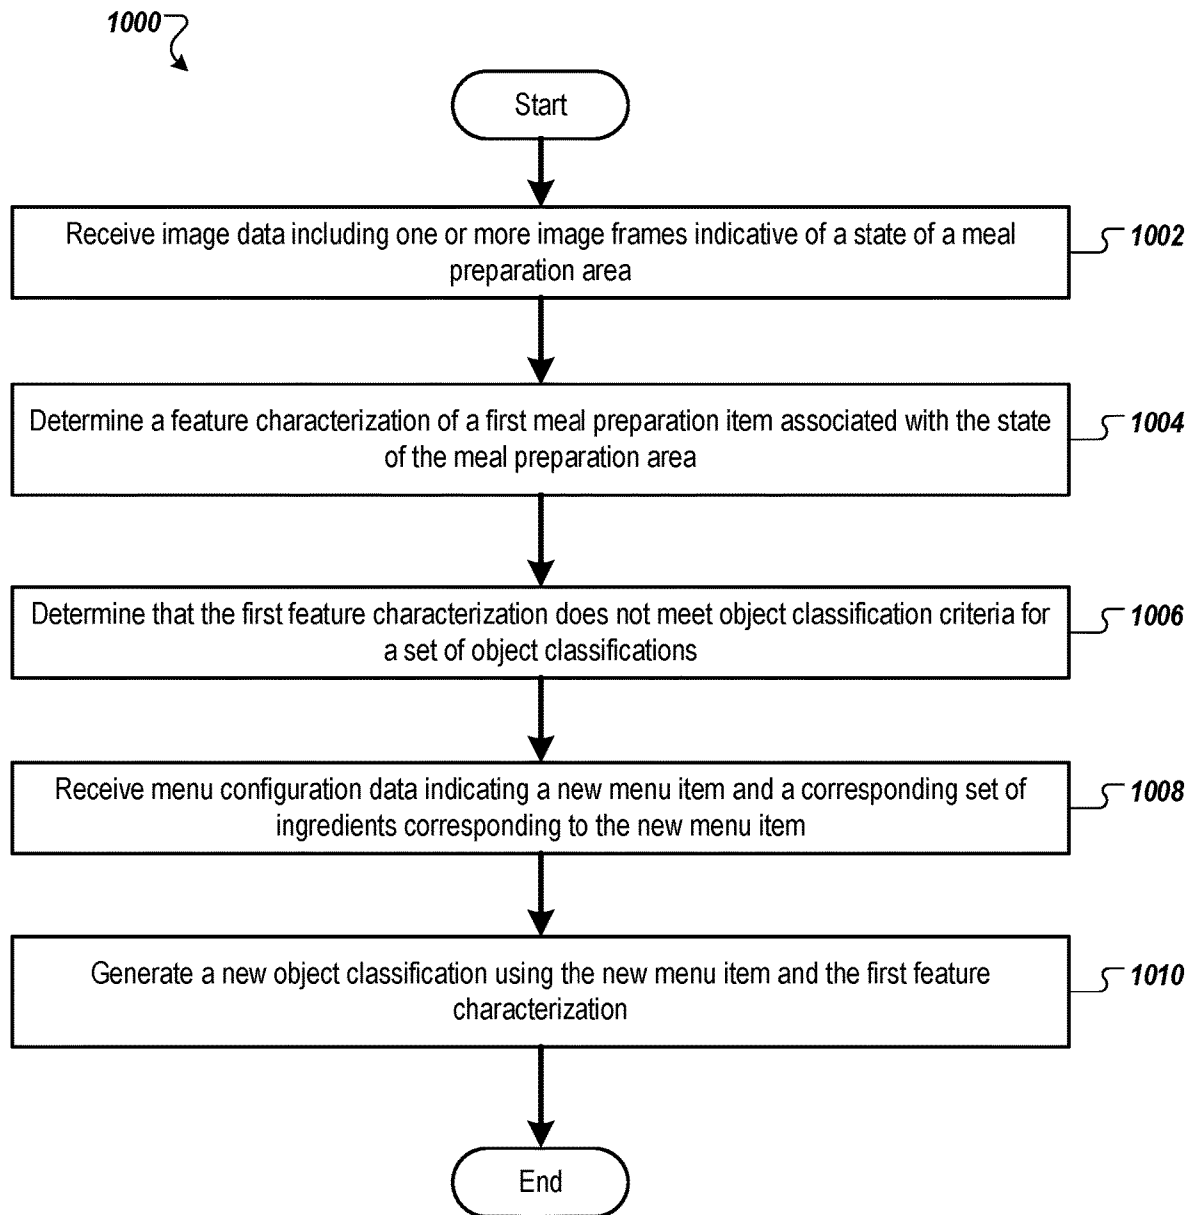 1000
Start
Receive image data including one or more image frames indicative of a state of a meal
preparation area
1002
Determine a feature characterization of a first meal preparation item associated with the state
of the meal preparation area
1004
Determine that the first feature characterization does not meet object classification criteria for
a set of object classifications
1006
Receive menu configuration data indicating a new menu item and a corresponding set of
ingredients corresponding to the new menu item
1008
Generate a new object classification using the new menu item and the first feature
characterization
1010
End